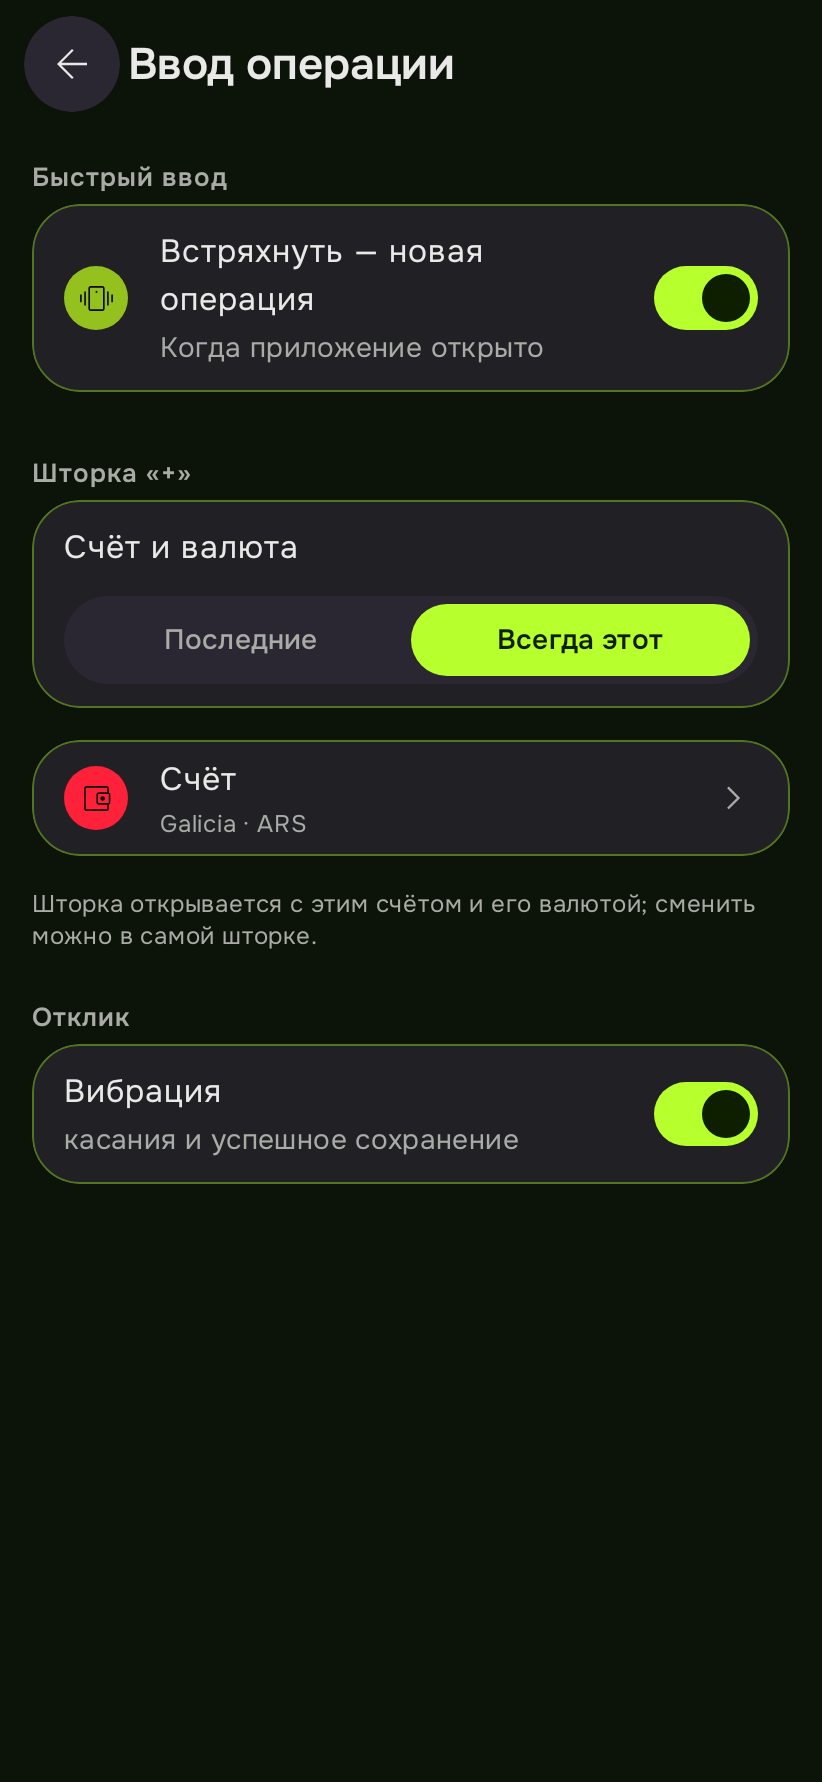 Ввод операции
Быстрый ввод
Встряхнуть — новая
операция
Когда приложение открыто
Шторка «+»
Счёт и валюта
Последние
Всегда этот
Счёт
Galicia · ARS
Шторка открывается с этим счётом и его валютой; сменить
можно в самой шторке.
Отклик
Вибрация
касания и успешное сохранение